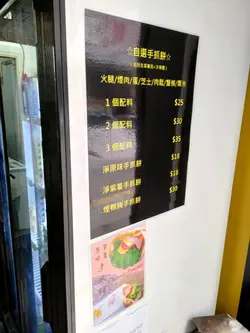 ☆自選手抓餅☆
火腿/煙肉/蛋/芝士/肉鬆/蟹柳/粟米
1 個配料 $25
2 個配料 $30
3 個配料 $35
淨原味手抓餅 $18
淨紫薯手抓餅 $18
煙鴨胸手抓餅 $30